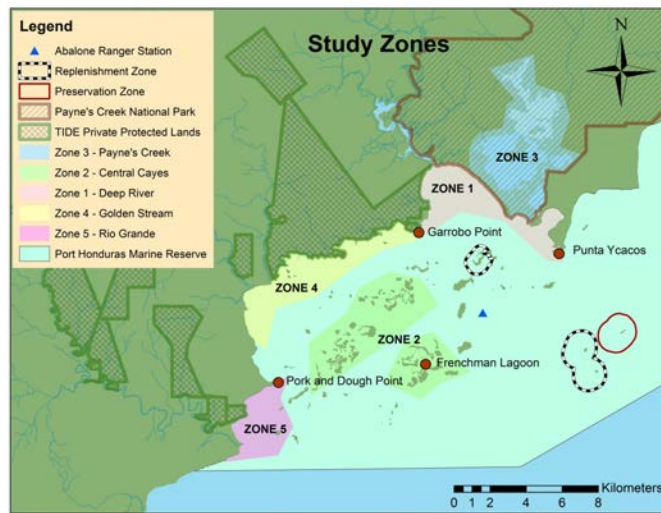 Legend
Abalone Ranger Station
Replenishment Zone
Preservation Zone
Payne's Creek National Park
TIDE Private Protected Lands
Zone 3 - Payne's Creek
Zone 2 - Central Cayes
Zone 1 - Deep River
Zone 4 - Golden Stream
Zone 5 - Rio Grande
Port Honduras Marine Reserve
Study Zones
N
ZONE 3
ZONE 1
Garrobo Point
Punta Ycacos
ZONE 4
ZONE 2
Frenchman Lagoon
Pork and Dough Point
ZONE 5
Kilometers
0 1 2 4 6 8